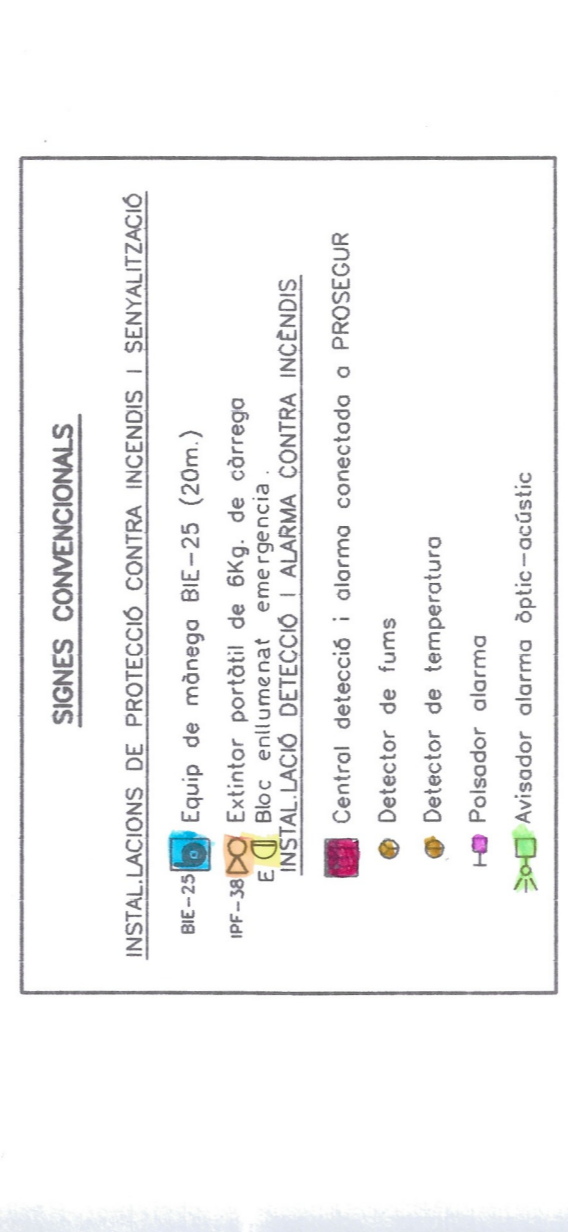 SIGNES CONVENCIONALS
INSTAL.LACIONS DE PROTECCIÓ CONTRA INCENDIS I SENYALITZACIÓ
BIE-25 Equip de mànega BIE-25 (20m.)
IPF-38 Extintor portàtil de 6Kg. de càrrega
E Bloc enllumenat emergencia.
INSTAL.LACIÓ DETECCIÓ I ALARMA CONTRA INCÈNDIS
Central detecció i alarma conectada a PROSEGUR
Detector de fums
Detector de temperatura
Polsador alarma
Avisador alarma òptic-acústic